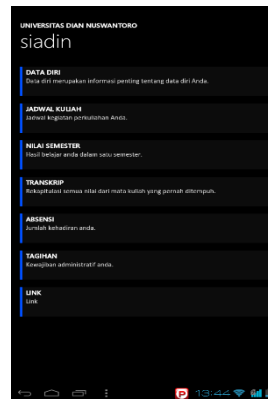 UNIVERSITAS DIAN NUSWANTORO
siadin
DATA DIRI
Data diri merupakan informasi penting tentang data diri Anda.
JADWAL KULIAH
Jadwal kegiatan perkuliahan Anda.
NILAI SEMESTER
Hasil belajar anda dalam satu semester.
TRANSKRIP
Rekapitulasi semua nilai dari mata kuliah yang pernah ditempuh.
ABSENSI
Jumlah kehadiran anda.
TAGIHAN
Kewajiban administratif anda.
LINK
Link
P 13:44